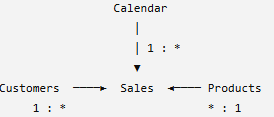 Calendar
1 : *
Customers Sales Products
1 : * * : 1